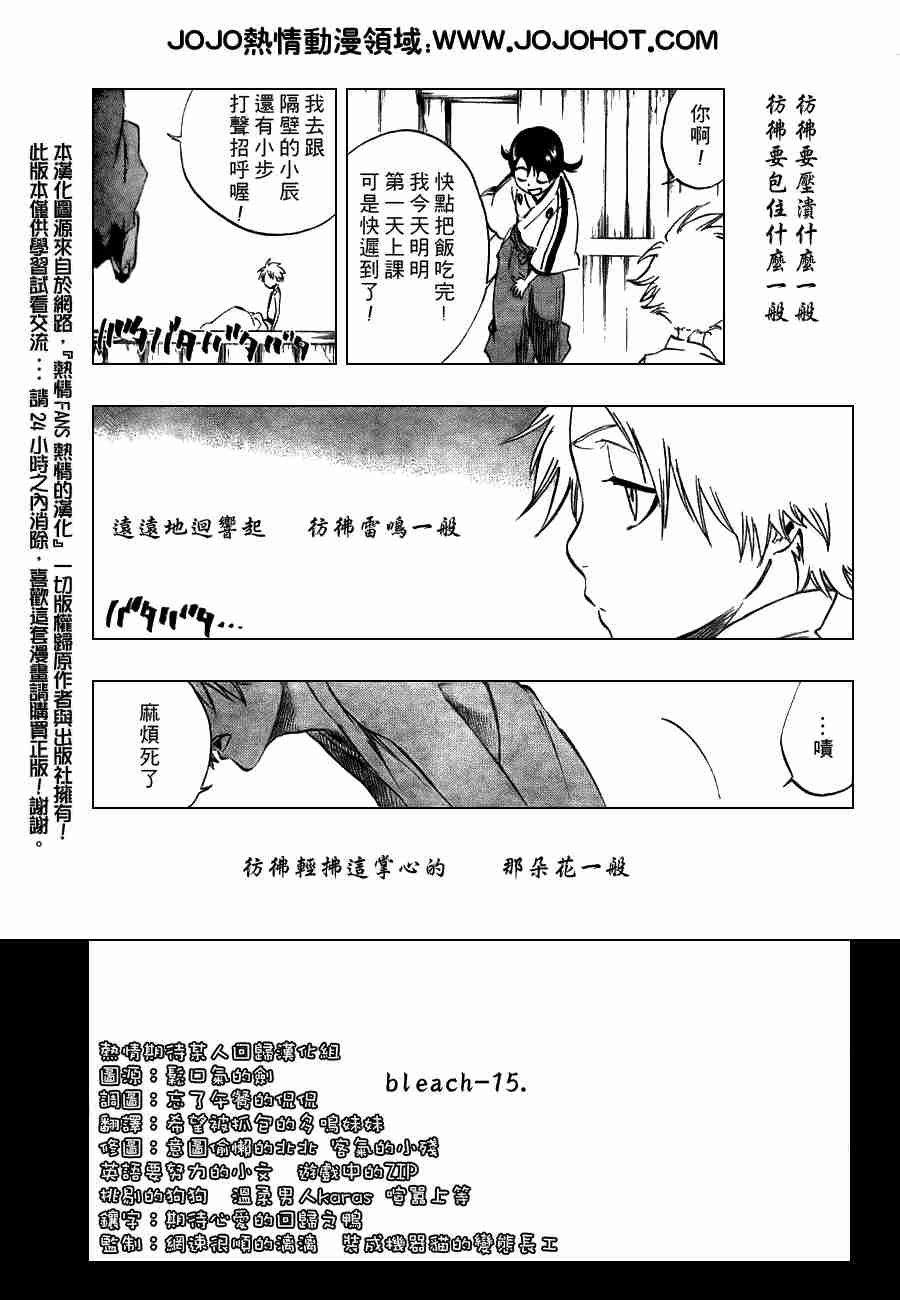 JOJO熱情動漫領域:WWW.JOJOHOT.COM
彷彿要壓潰什麼一般
彷彿要包住什麼一般
你啊！
快點把飯吃完！
我今天明明
第一天上課
可是快遲到了！
我去跟
隔壁的小辰
還有小步
打聲招呼喔！
バタバタバタ
遠遠地迴響起 彷彿雷鳴一般
バタバタ…
…嘖
麻煩死了
彷彿輕拂這掌心的 那朵花一般
本漢化圖源來自於網路，『熱情FANS熱情的漢化』一切版權歸原作者與出版社擁有！
此版本僅供學習試看交流…請24小時之內消除，喜歡這套漫畫請購買正版！謝謝。
bleach-15.
熱情期待某人回歸漢化組
圖源：鬆口氣的劍
調圖：忘了午餐的侃侃
翻譯：希望被抓包的多鳴妹妹
修圖：意圖偷懶的北北 客氣的小殘
英語要努力的小文 遊戲中的ZIP
挑剔的狗狗 溫柔男人karas 喧囂上等
鑲字：期待心愛的回歸之鴨
監制：網速很順的滴滴 裝成機器貓的變態長工